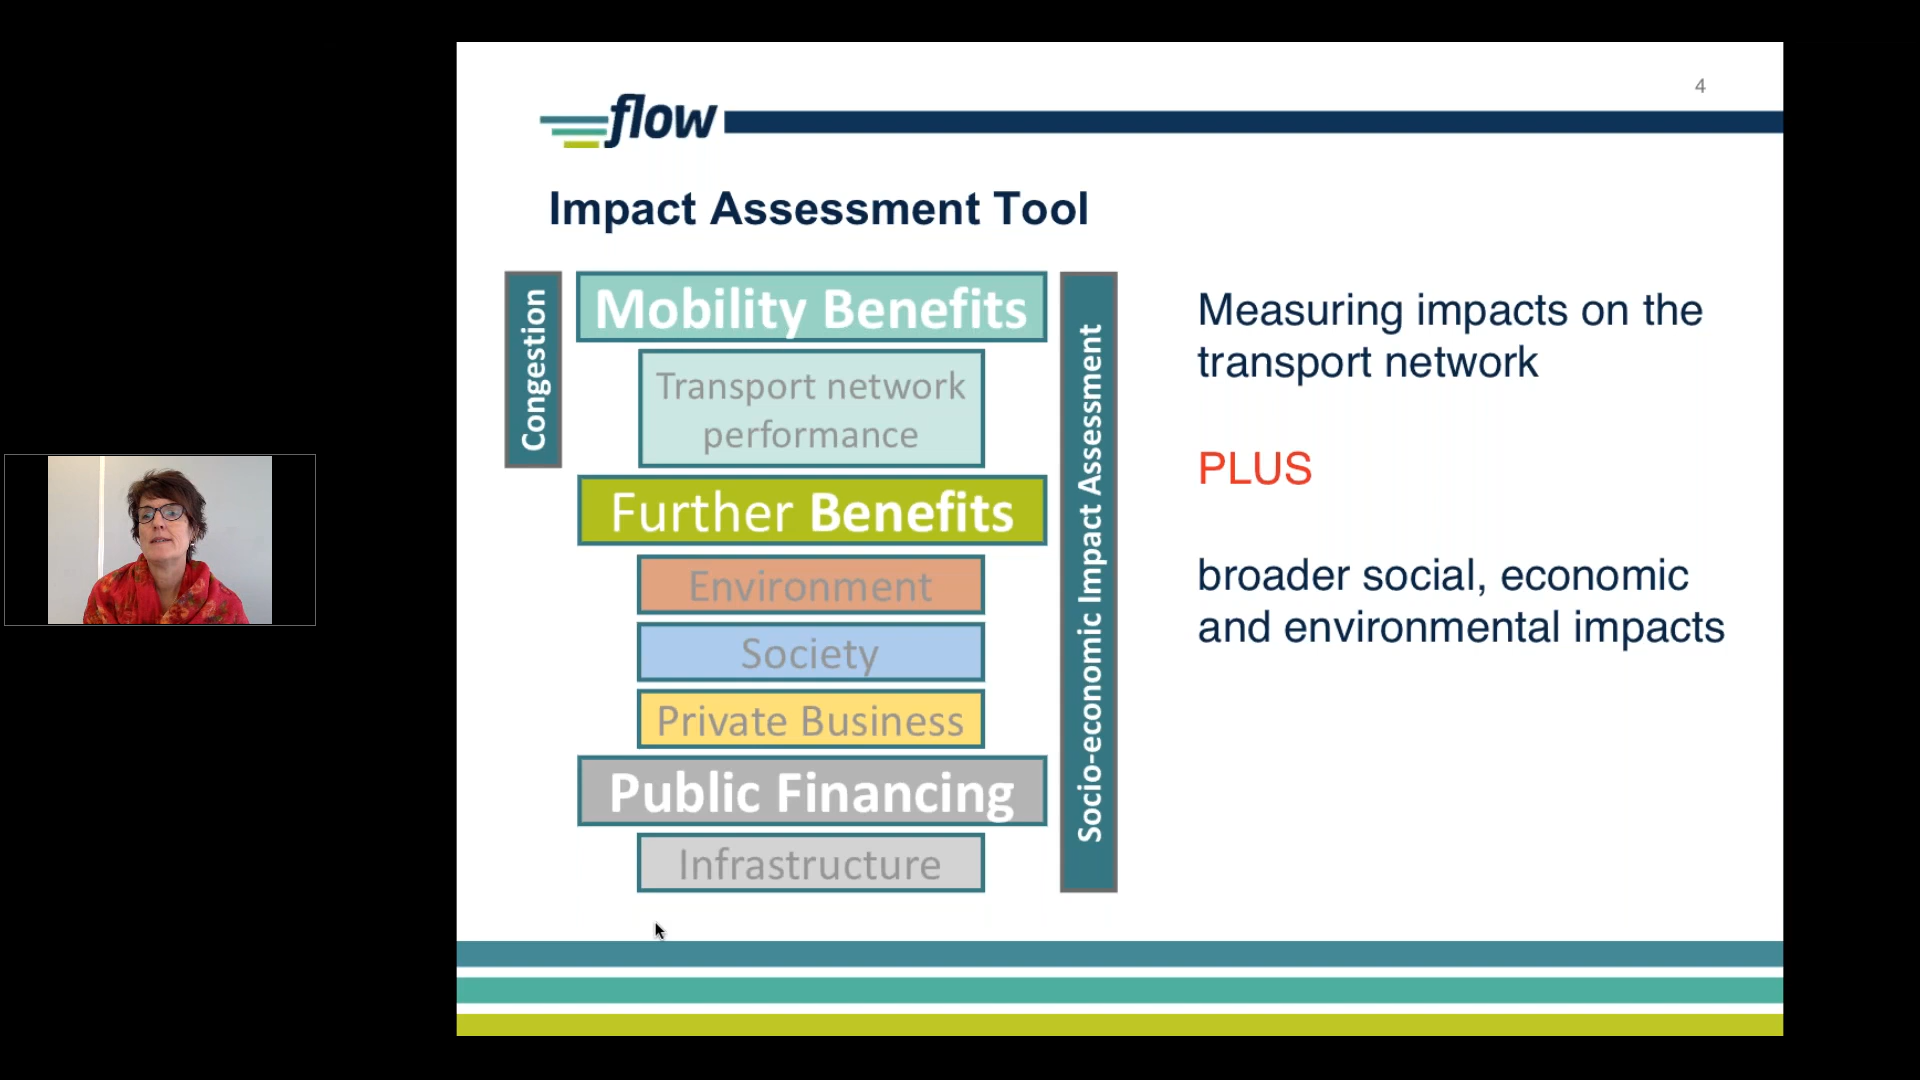 4
flow
Impact Assessment Tool
Congestion
Mobility Benefits
Transport network
performance
Further Benefits
Environment
Society
Private Business
Public Financing
Infrastructure
Socio-economic Impact Assessment
Measuring impacts on the
transport network
PLUS
broader social, economic
and environmental impacts